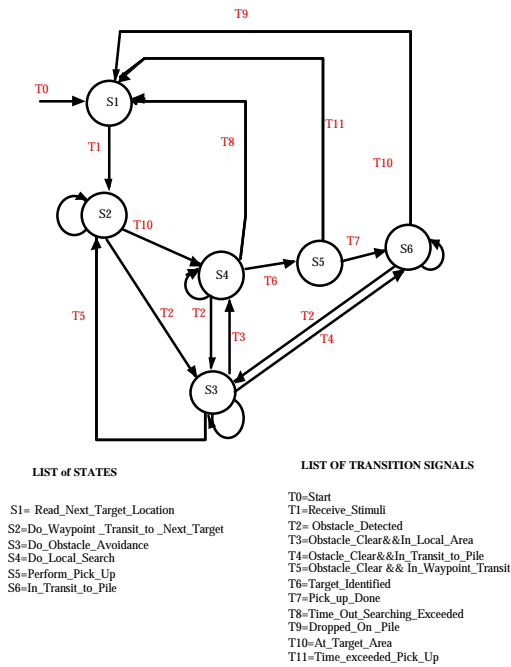 T9
T0
S1
T11
T1
T8
T10
S2
T10
T7
S6
S4
S5
T6
T5
T2
T2
T2
T3
T4
S3
LIST of STATES
S1= Read_Next_Target_Location
S2=Do_Waypoint _Transit_to _Next_Target
S3=Do_Obstacle_Avoidance
S4=Do_Local_Search
S5=Perform_Pick_Up
S6=In_Transit_to_Pile
LIST OF TRANSITION SIGNALS
T0=Start
T1=Receive_Stimuli
T2= Obstacle_Detected
T3=Obstacle_Clear&&In_Local_Area
T4=Ostacle_Clear&&In_Transit_to_Pile
T5=Obstacle_Clear && In_Waypoint_Transit
T6=Target_Identified
T7=Pick_up_Done
T8=Time_Out_Searching_Exceeded
T9=Dropped_On _Pile
T10=At_Target_Area
T11=Time_exceeded_Pick_Up